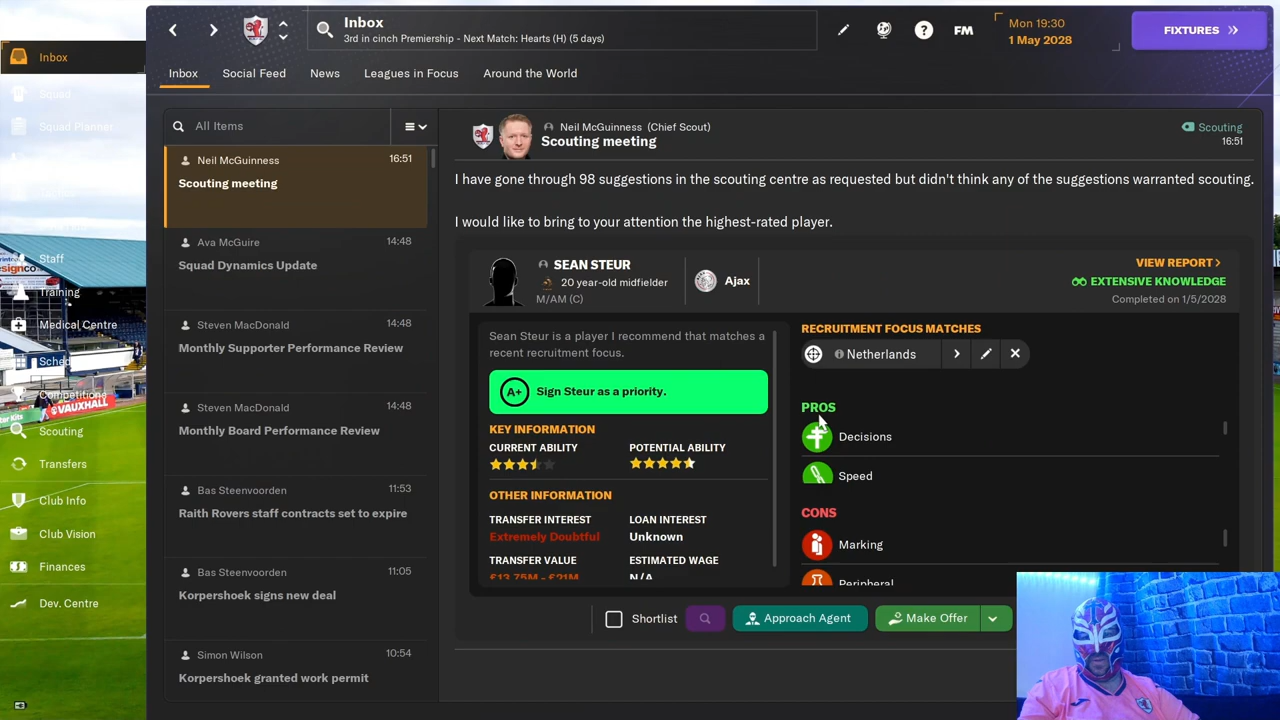 Inbox
3rd in cinch Premiership - Next Match: Hearts (H) (5 days)
FM
Mon 19:30
1 May 2028
FIXTURES
Inbox
Squad
Squad Planner
Staff
Training
Medical Centre
Sched
Competitions
VAUXHALL
Scouting
Transfers
Club Info
Club Vision
Finances
Dev. Centre
Inbox Social Feed News Leagues in Focus Around the World
All Items
Neil McGuinness 16:51
Scouting meeting
Ava McGuire 14:48
Squad Dynamics Update
Steven MacDonald 14:48
Monthly Supporter Performance Review
Steven MacDonald 14:48
Monthly Board Performance Review
Bas Steenvoorden 11:53
Raith Rovers staff contracts set to expire
Bas Steenvoorden 11:05
Korpershoek signs new deal
Simon Wilson 10:54
Korpershoek granted work permit
Neil McGuinness (Chief Scout)
Scouting meeting
Scouting
16:51
I have gone through 98 suggestions in the scouting centre as requested but didn't think any of the suggestions warranted scouting.
I would like to bring to your attention the highest-rated player.
SEAN STEUR
20 year-old midfielder
M/AM (C)
Ajax
VIEW REPORT >
EXTENSIVE KNOWLEDGE
Completed on 1/5/2028
Sean Steur is a player I recommend that matches a
recent recruitment focus.
A+ Sign Steur as a priority.
KEY INFORMATION
CURRENT ABILITY POTENTIAL ABILITY
OTHER INFORMATION
TRANSFER INTEREST LOAN INTEREST
Extremely Doubtful Unknown
TRANSFER VALUE ESTIMATED WAGE
£13.75M - £21M N/A
RECRUITMENT FOCUS MATCHES
Netherlands
PROS
Decisions
Speed
CONS
Marking
Peripheral
Shortlist
Approach Agent
Make Offer